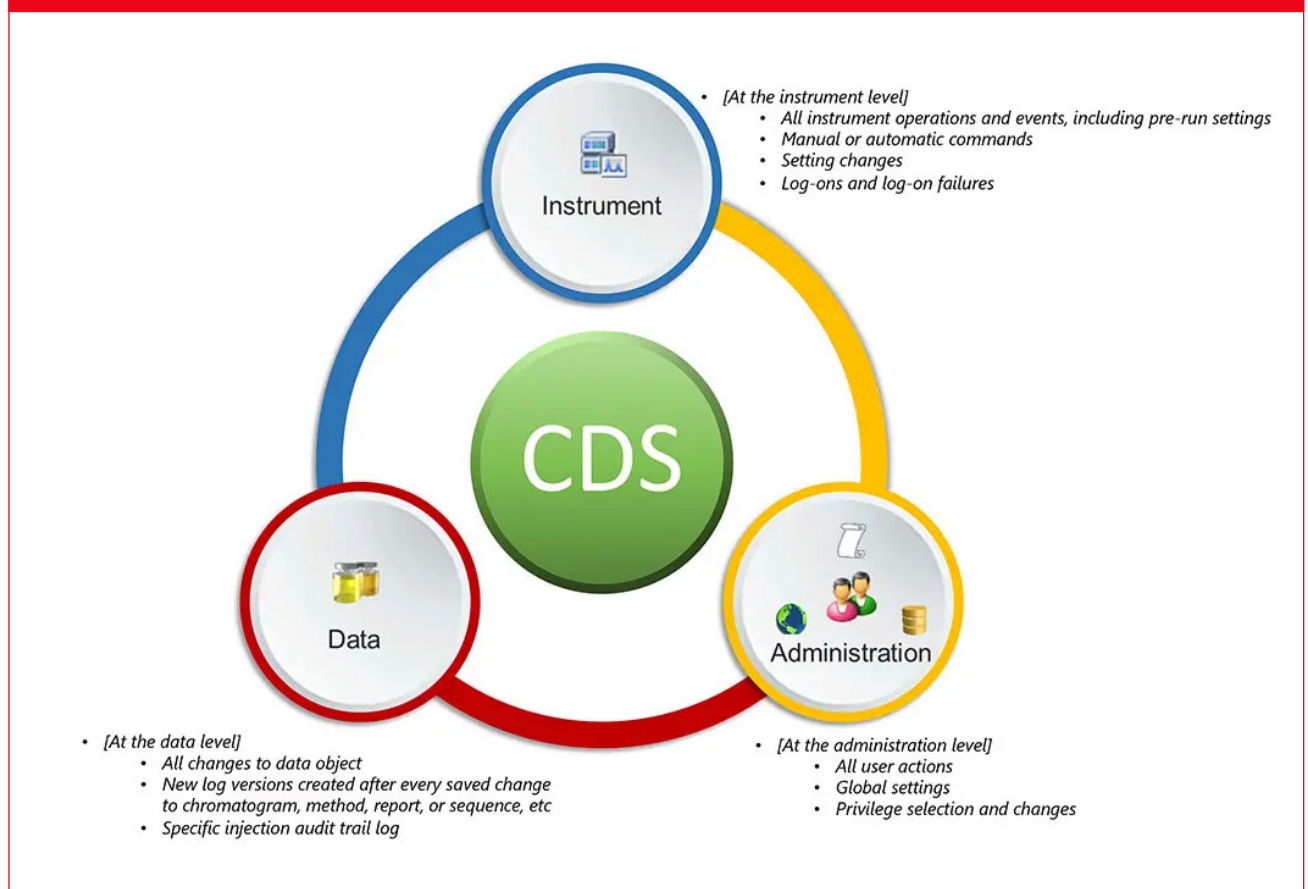 • [At the instrument level]
• All instrument operations and events, including pre-run settings
• Manual or automatic commands
• Setting changes
• Log-ons and log-on failures
Instrument
CDS
Data
Administration
• [At the data level]
• All changes to data object
• New log versions created after every saved change
to chromatogram, method, report, or sequence, etc
• Specific injection audit trail log
• [At the administration level]
• All user actions
• Global settings
• Privilege selection and changes